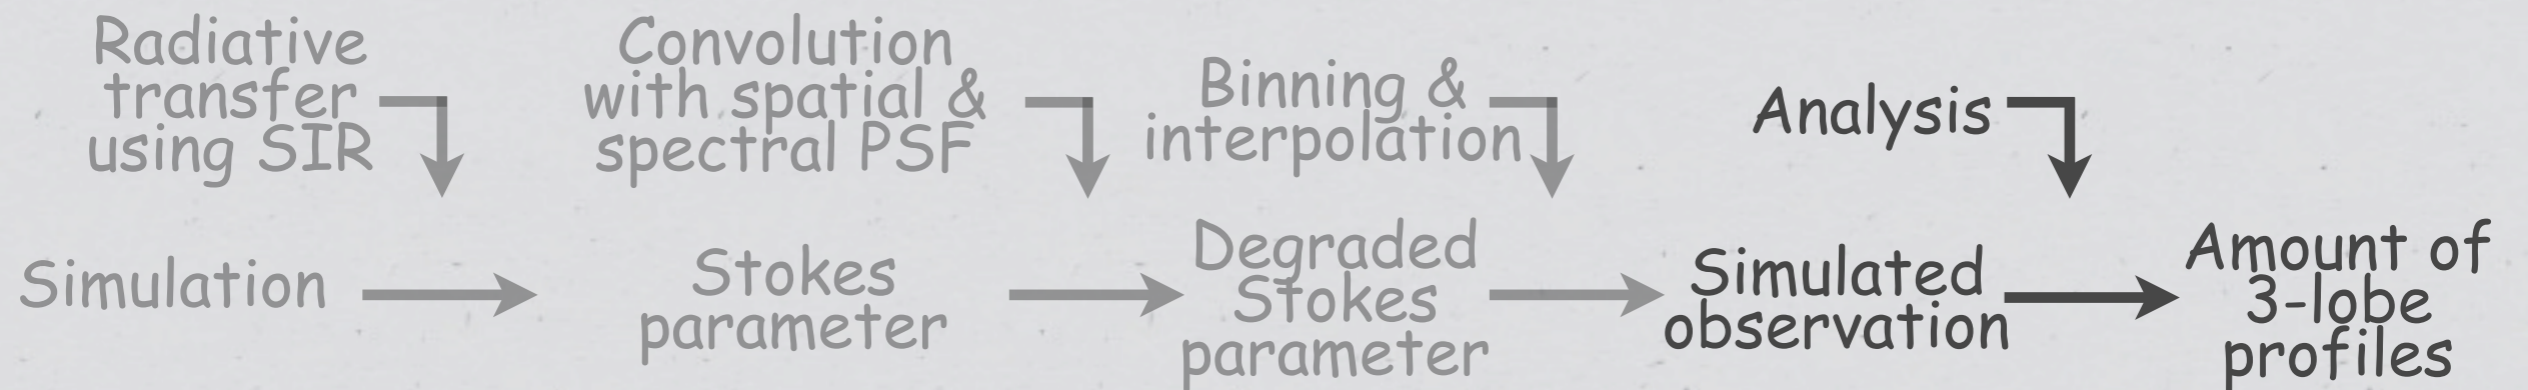 Radiative
transfer
using SIR
Convolution
with spatial &
spectral PSF
Binning &
interpolation
Analysis
Simulation
Stokes
parameter
Degraded
Stokes
parameter
Simulated
observation
Amount of
3-lobe
profiles